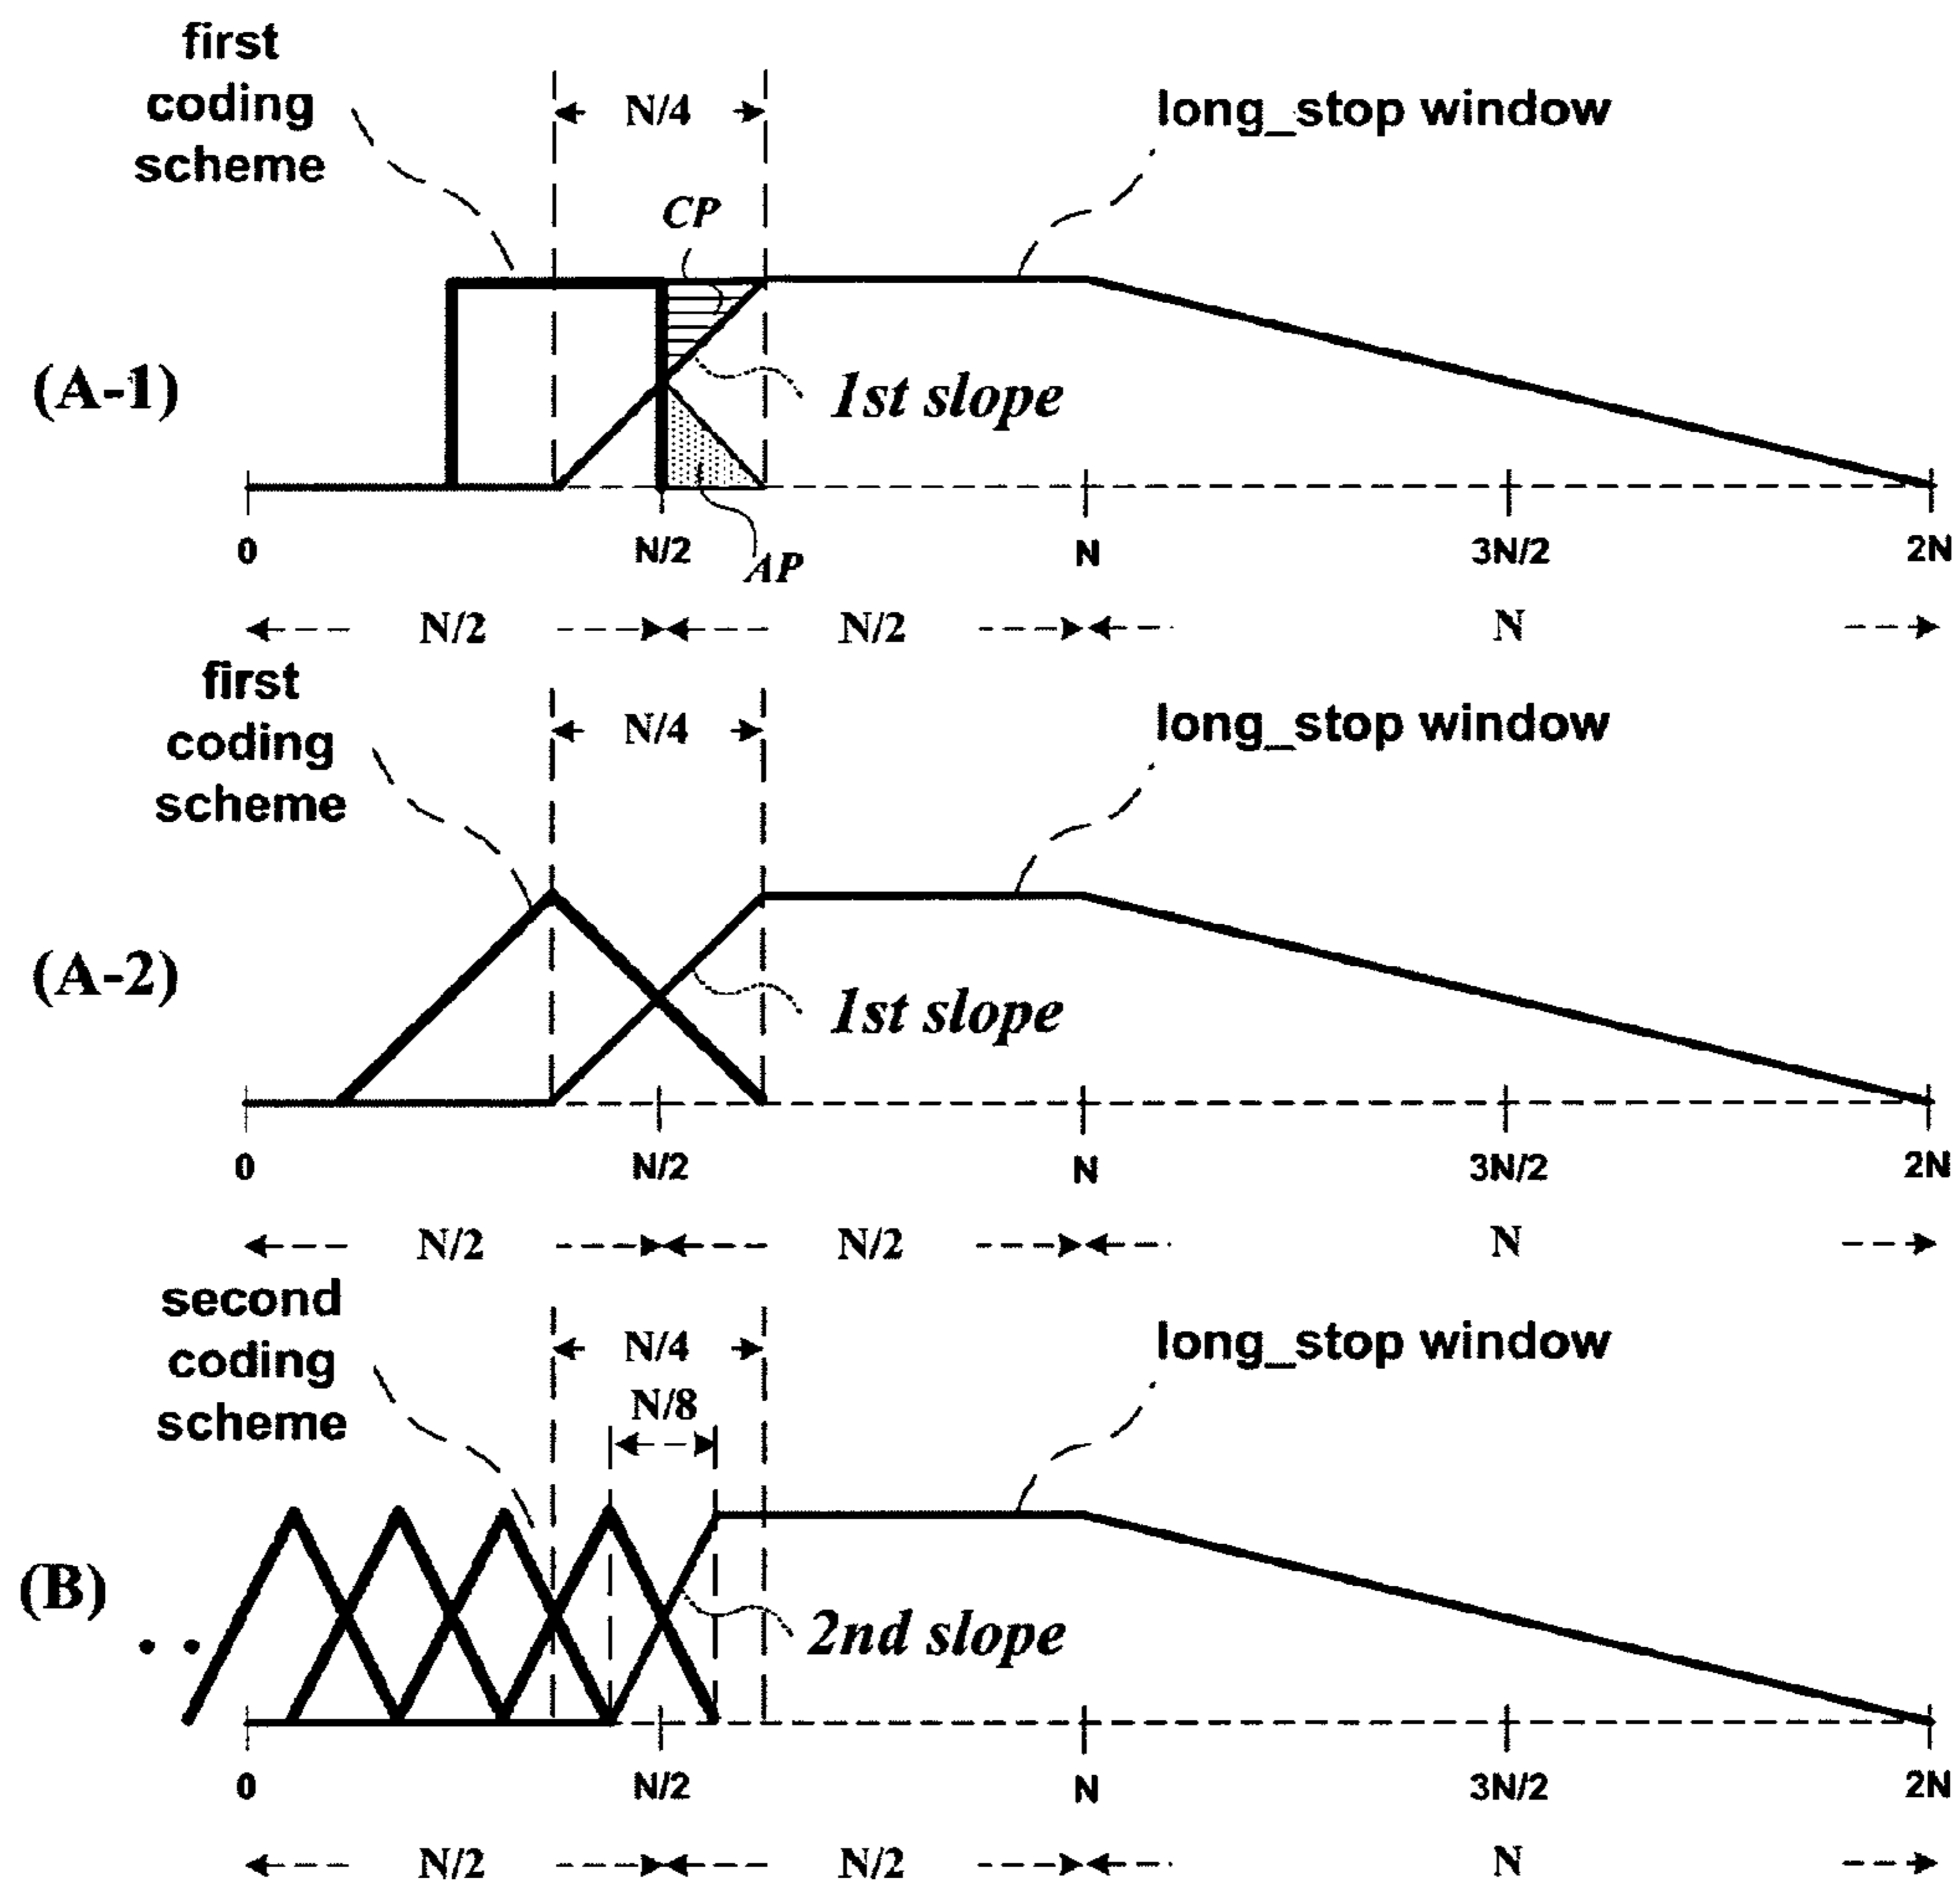 first
coding
scheme
N/4
long_stop window
CP
(A-1)
1st slope
0
N/2
N
3N/2
2N
AP
N/2
N/2
N
first
coding
scheme
N/4
long_stop window
(A-2)
1st slope
0
N/2
N
3N/2
2N
N/2
N/2
N
second
coding
scheme
N/4
long_stop window
N/8
(B)
2nd slope
0
N/2
N
3N/2
2N
N/2
N/2
N